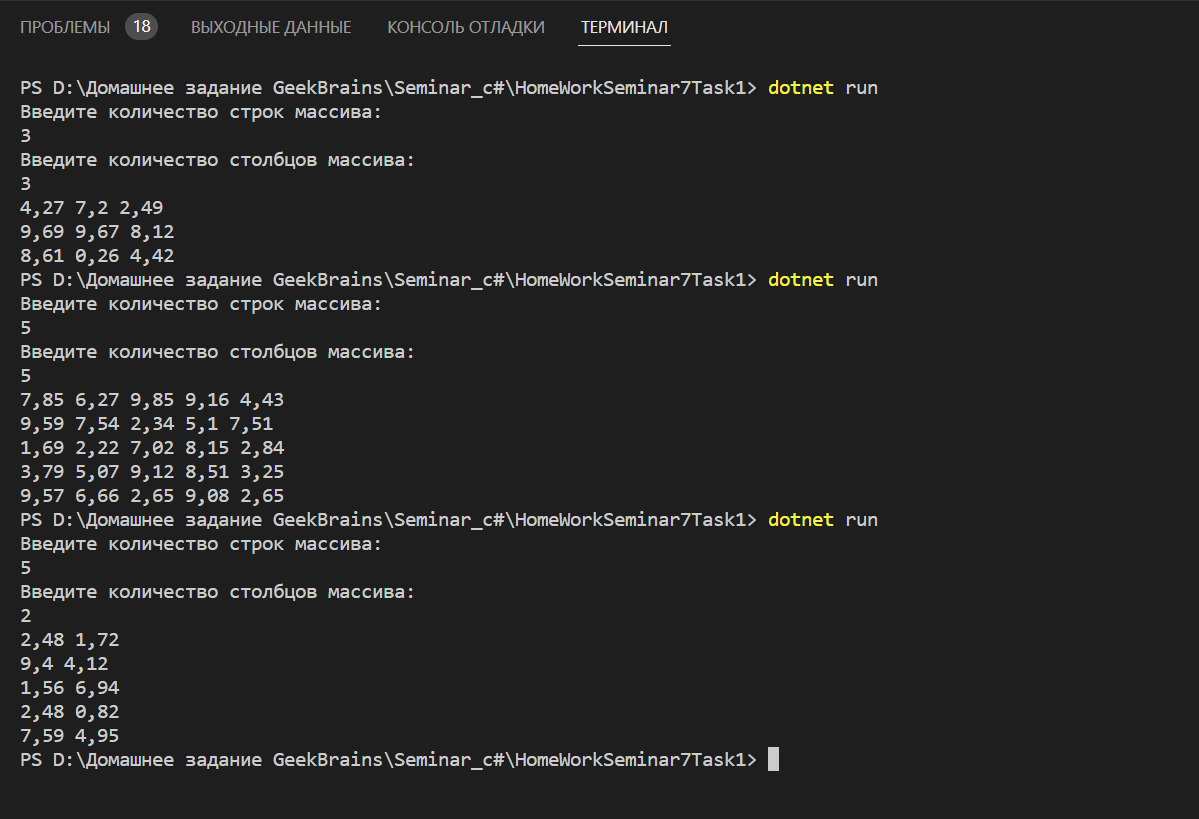 ПРОБЛЕМЫ 18 ВЫХОДНЫЕ ДАННЫЕ КОНСОЛЬ ОТЛАДКИ ТЕРМИНАЛ
PS D:\Домашнее задание GeekBrains\Seminar_c#\HomeWorkSeminar7Task1> dotnet run
Введите количество строк массива:
3
Введите количество столбцов массива:
3
4,27 7,2 2,49
9,69 9,67 8,12
8,61 0,26 4,42
PS D:\Домашнее задание GeekBrains\Seminar_c#\HomeWorkSeminar7Task1> dotnet run
Введите количество строк массива:
5
Введите количество столбцов массива:
5
7,85 6,27 9,85 9,16 4,43
9,59 7,54 2,34 5,1 7,51
1,69 2,22 7,02 8,15 2,84
3,79 5,07 9,12 8,51 3,25
9,57 6,66 2,65 9,08 2,65
PS D:\Домашнее задание GeekBrains\Seminar_c#\HomeWorkSeminar7Task1> dotnet run
Введите количество строк массива:
5
Введите количество столбцов массива:
2
2,48 1,72
9,4 4,12
1,56 6,94
2,48 0,82
7,59 4,95
PS D:\Домашнее задание GeekBrains\Seminar_c#\HomeWorkSeminar7Task1>